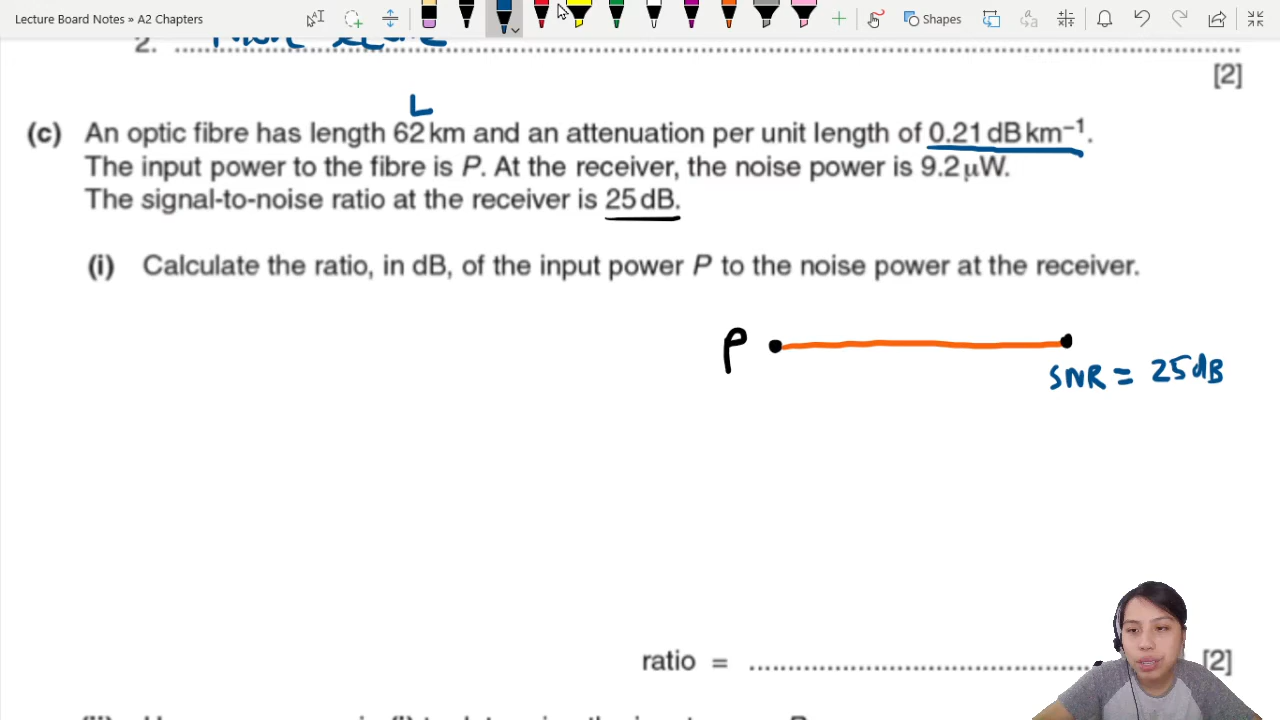 Lecture Board Notes » A2 Chapters
Shapes
2. ................
[2]
L
(c) An optic fibre has length 62 km and an attenuation per unit length of 0.21 dB km⁻¹.
The input power to the fibre is P. At the receiver, the noise power is 9.2 μW.
The signal-to-noise ratio at the receiver is 25 dB.
(i) Calculate the ratio, in dB, of the input power P to the noise power at the receiver.
P
SNR = 25 dB
ratio = ................ [2]